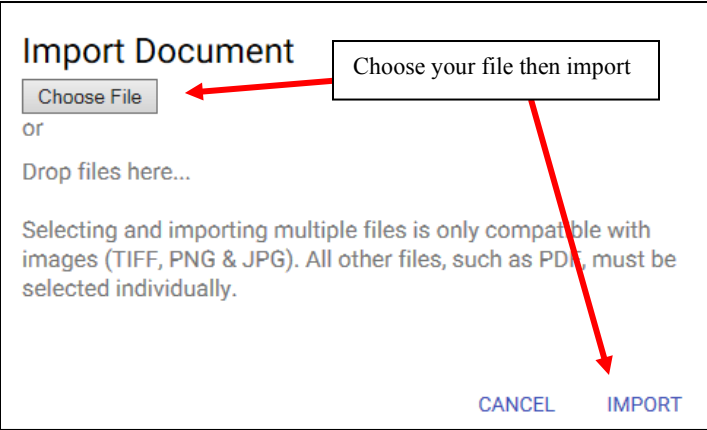 Import Document
Choose your file then import
Choose File
or
Drop files here...
Selecting and importing multiple files is only compatible with
images (TIFF, PNG & JPG). All other files, such as PDF, must be
selected individually.
CANCEL IMPORT